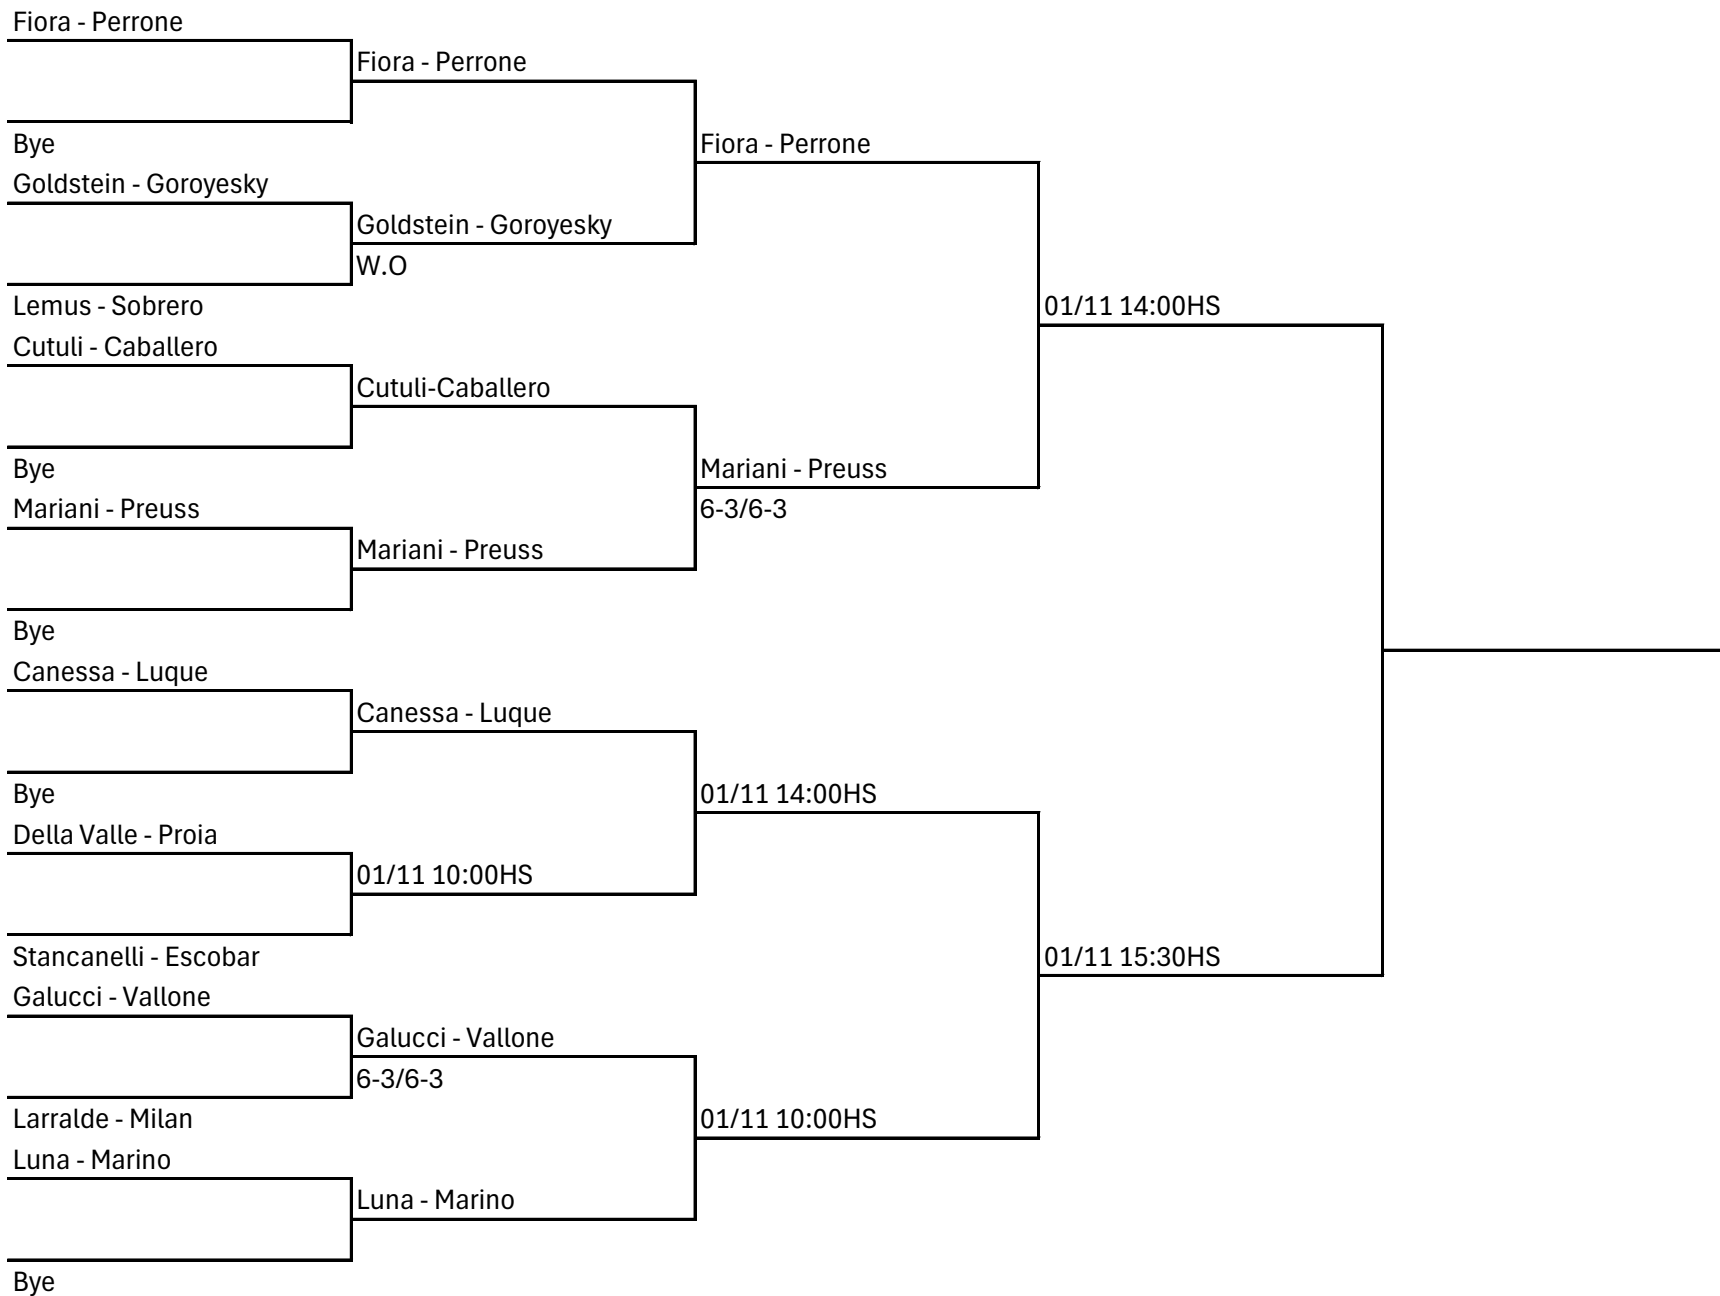 Fiora - Perrone
Fiora - Perrone
Bye
Fiora - Perrone
Goldstein - Goroyesky
Goldstein - Goroyesky
W.O
Lemus - Sobrero
01/11 14:00HS
Cutuli - Caballero
Cutuli-Caballero
Bye
Mariani - Preuss
Mariani - Preuss
6-3/6-3
Mariani - Preuss
Bye
Canessa - Luque
Canessa - Luque
Bye
01/11 14:00HS
Della Valle - Proia
01/11 10:00HS
Stancanelli - Escobar
01/11 15:30HS
Galucci - Vallone
Galucci - Vallone
6-3/6-3
Larralde - Milan
01/11 10:00HS
Luna - Marino
Luna - Marino
Bye